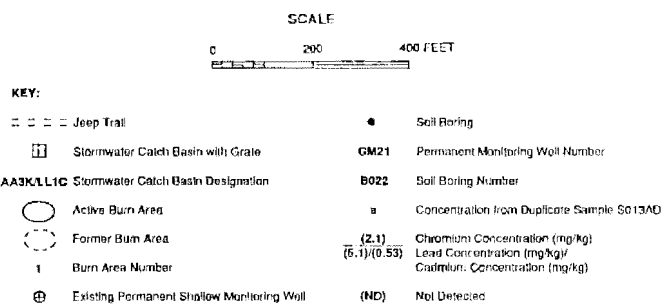 SCALE
0 200 400 FEET
KEY:
Jeep Trail
Stormwater Catch Basin with Grate
AA3K/LL1C Stormwater Catch Basin Designation
Active Burn Area
Former Burn Area
1 Burn Area Number
Existing Permanent Shallow Monitoring Well
Soil Boring
GM21 Permanent Monitoring Well Number
B022 Soil Boring Number
a Concentration from Duplicate Sample S013AD
(2.1) Chromium Concentration (mg/kg)
(5.1)/(0.53) Lead Concentration (mg/kg)/
Cadmium Concentration (mg/kg)
(ND) Not Detected